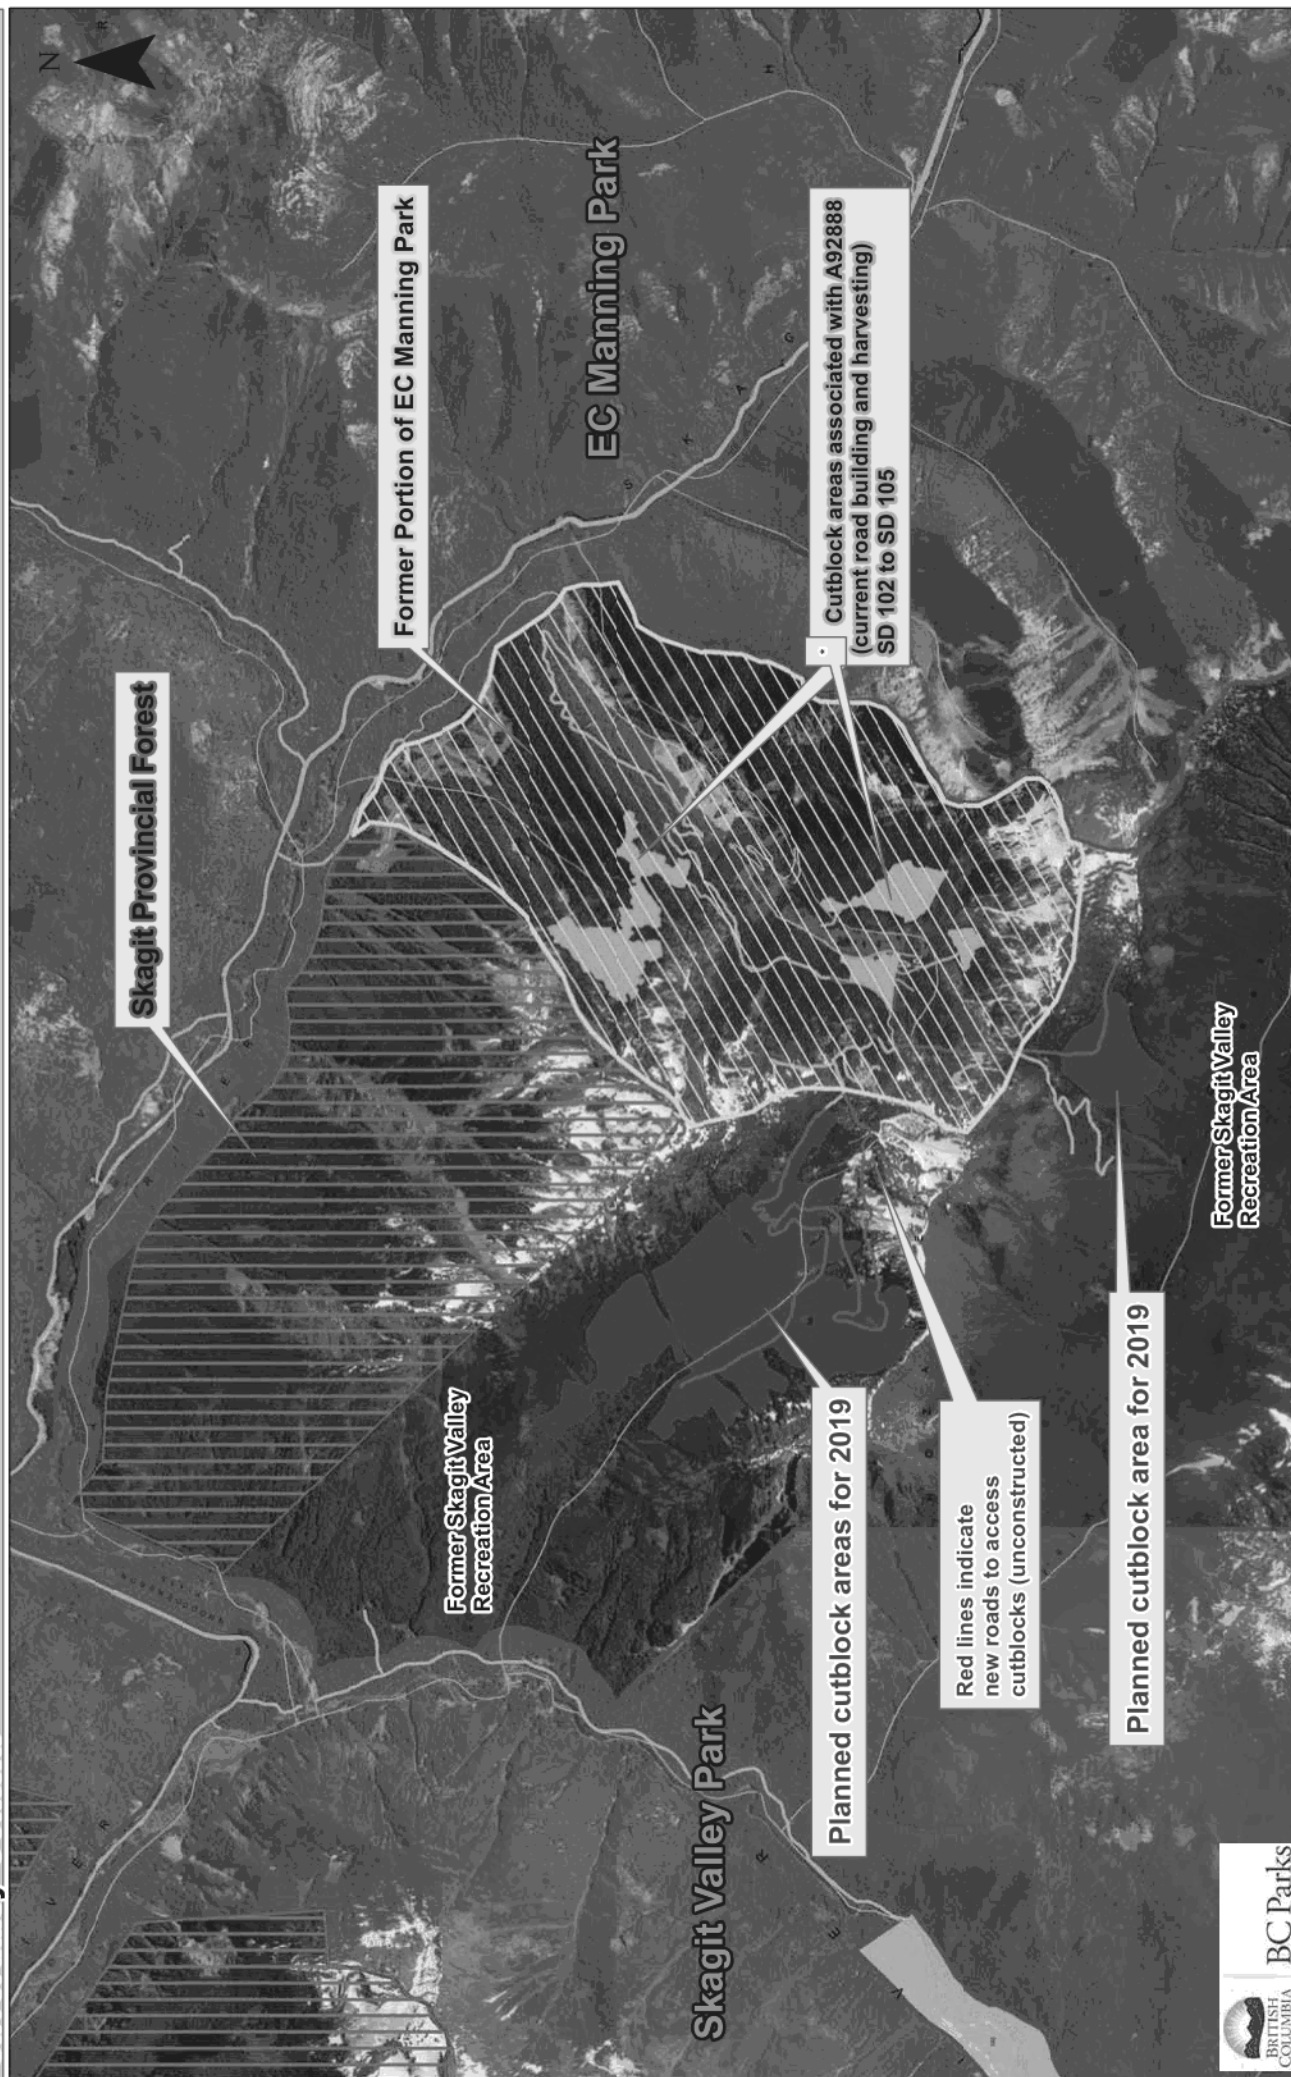 N
Skagit Provincial Forest
Former Portion of EC Manning Park
EC Manning Park
Cutblock areas associated with A92888
(current road building and harvesting)
SD 102 to SD 105
Former Skagit Valley
Recreation Area
Skagit Valley Park
Planned cutblock areas for 2019
Red lines indicate
new roads to access
cutblocks (unconstructed)
Planned cutblock area for 2019
Former Skagit Valley
Recreation Area
BRITISH
COLUMBIA
BC Parks